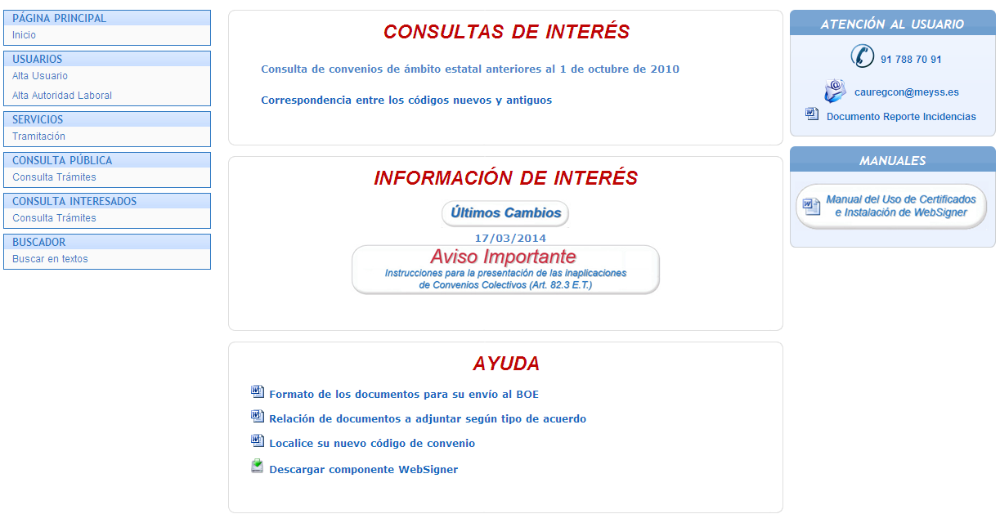 PÁGINA PRINCIPAL
Inicio
USUARIOS
Alta Usuario
Alta Autoridad Laboral
SERVICIOS
Tramitación
CONSULTA PÚBLICA
Consulta Trámites
CONSULTA INTERESADOS
Consulta Trámites
BUSCADOR
Buscar en textos
CONSULTAS DE INTERÉS
Consulta de convenios de ámbito estatal anteriores al 1 de octubre de 2010
Correspondencia entre los códigos nuevos y antiguos
INFORMACIÓN DE INTERÉS
Últimos Cambios
17/03/2014
Aviso Importante
Instrucciones para la presentación de las inaplicaciones
de Convenios Colectivos (Art. 82.3 E.T.)
AYUDA
Formato de los documentos para su envío al BOE
Relación de documentos a adjuntar según tipo de acuerdo
Localice su nuevo código de convenio
Descargar componente WebSigner
ATENCIÓN AL USUARIO
91 788 70 91
cauregcon@meyss.es
Documento Reporte Incidencias
MANUALES
Manual del Uso de Certificados
e Instalación de WebSigner